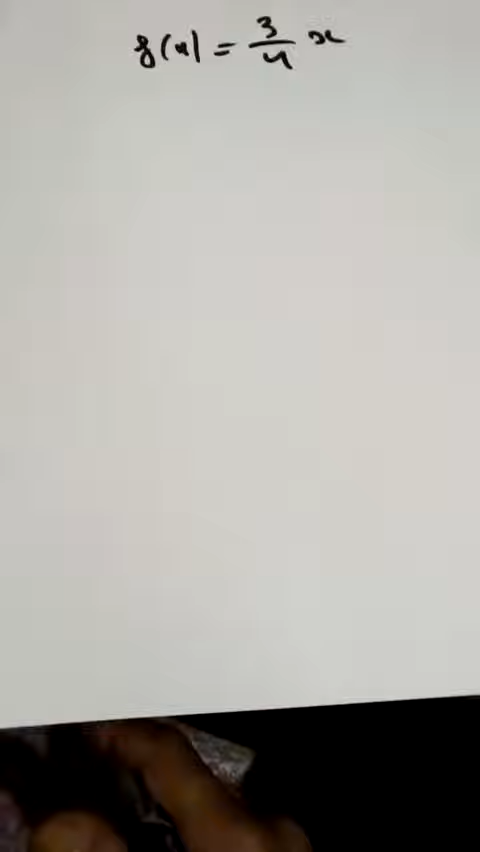 f(x) = 3/4 x